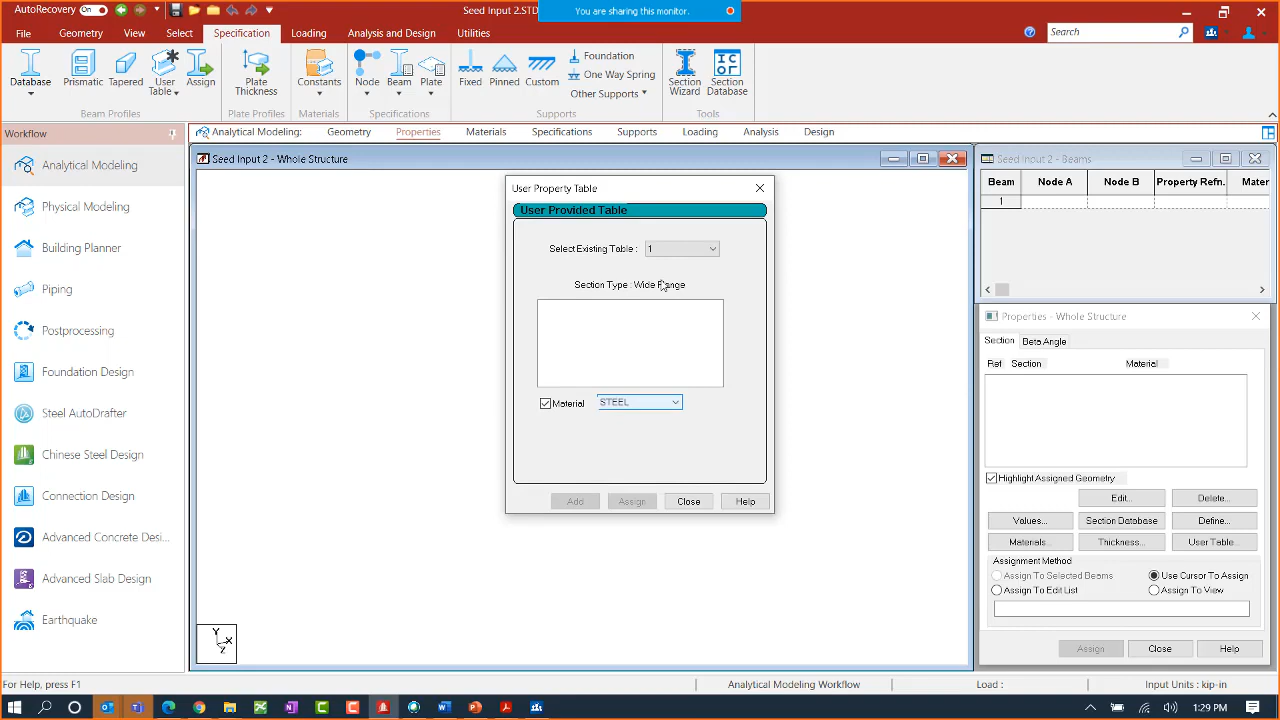 AutoRecovery On
Seed Input 2.STD
You are sharing this monitor.
File Geometry View Select Specification Loading Analysis and Design Utilities
Search
Database Prismatic Tapered User Table Assign
Plate Thickness
Constants
Node Beam Plate
Fixed Pinned Custom
Foundation
One Way Spring
Other Supports
Section Wizard Section Database
Beam Profiles Plate Profiles Materials Specifications Supports Tools
Workflow
Analytical Modeling: Geometry Properties Materials Specifications Supports Loading Analysis Design
Analytical Modeling
Physical Modeling
Building Planner
Piping
Postprocessing
Foundation Design
Steel AutoDrafter
Chinese Steel Design
Connection Design
Advanced Concrete Desi...
Advanced Slab Design
Earthquake
Seed Input 2 - Whole Structure
User Property Table
User Provided Table
Select Existing Table : 1
Section Type : Wide Flange
Material STEEL
Add Assign Close Help
Y
X
Z
Seed Input 2 - Beams
Beam Node A Node B Property Refn. Mater
1
Properties - Whole Structure
Section Beta Angle
Ref Section Material
Highlight Assigned Geometry
Edit... Delete...
Values... Section Database Define...
Materials... Thickness... User Table...
Assignment Method
Assign To Selected Beams Use Cursor To Assign
Assign To Edit List Assign To View
Assign Close Help
For Help, press F1
Analytical Modeling Workflow
Load :
Input Units : kip-in
1:29 PM